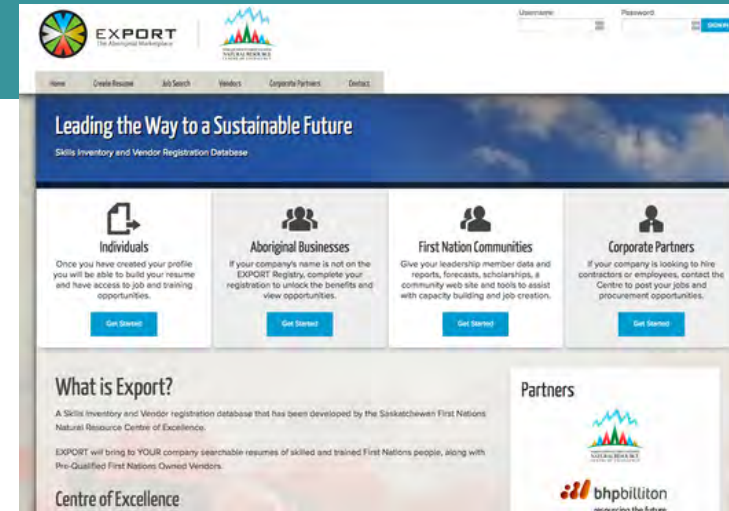 EXPORT
The Aboriginal Marketplace
NATURAL RESOURCE
Username
Password
Home Create Resume Job Search Vendors Corporate Partners Contact
Leading the Way to a Sustainable Future
Skills Inventory and Vendor Registration Database
Individuals
Once you have created your profile
you will be able to build your resume
and have access to job and training
opportunities.
Get Started
Aboriginal Businesses
If your company's name is not on the
EXPORT Registry, complete your
registration to unlock the benefits and
view opportunities.
Get Started
First Nation Communities
Give your leadership member data and
reports, forecasts, scholarships, a
community web site and tools to assist
with capacity building and job creation.
Get Started
Corporate Partners
If your company is looking to hire
contractors or employees, contact the
Centre to post your jobs and
procurement opportunities.
Get Started
What is Export?
A Skills Inventory and Vendor registration database that has been developed by the Saskatchewan First Nations
Natural Resource Centre of Excellence.
EXPORT will bring to YOUR company searchable resumes of skilled and trained First Nations people, along with
Pre-Qualified First Nations Owned Vendors.
Centre of Excellence
Partners
NATURAL RESOURCE
bhpbilliton
resourcing the future